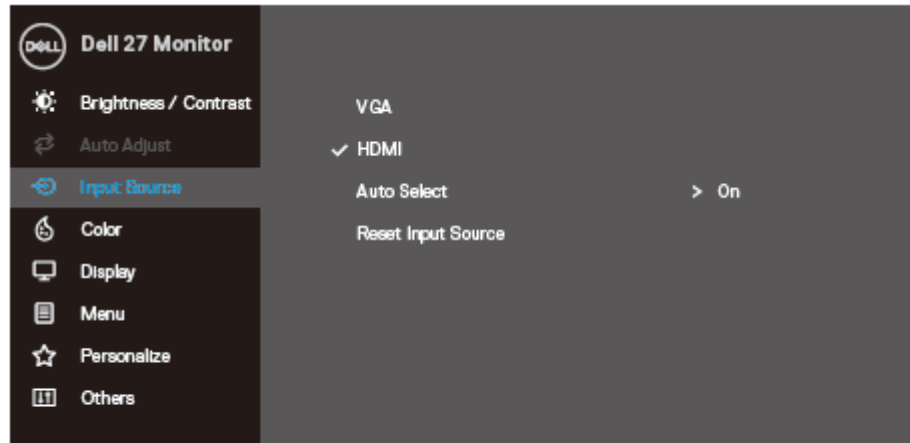 DELL Dell 27 Monitor
Brightness / Contrast
Auto Adjust
Input Source
Color
Display
Menu
Personalize
Others
VGA
HDMI
Auto Select > On
Reset Input Source